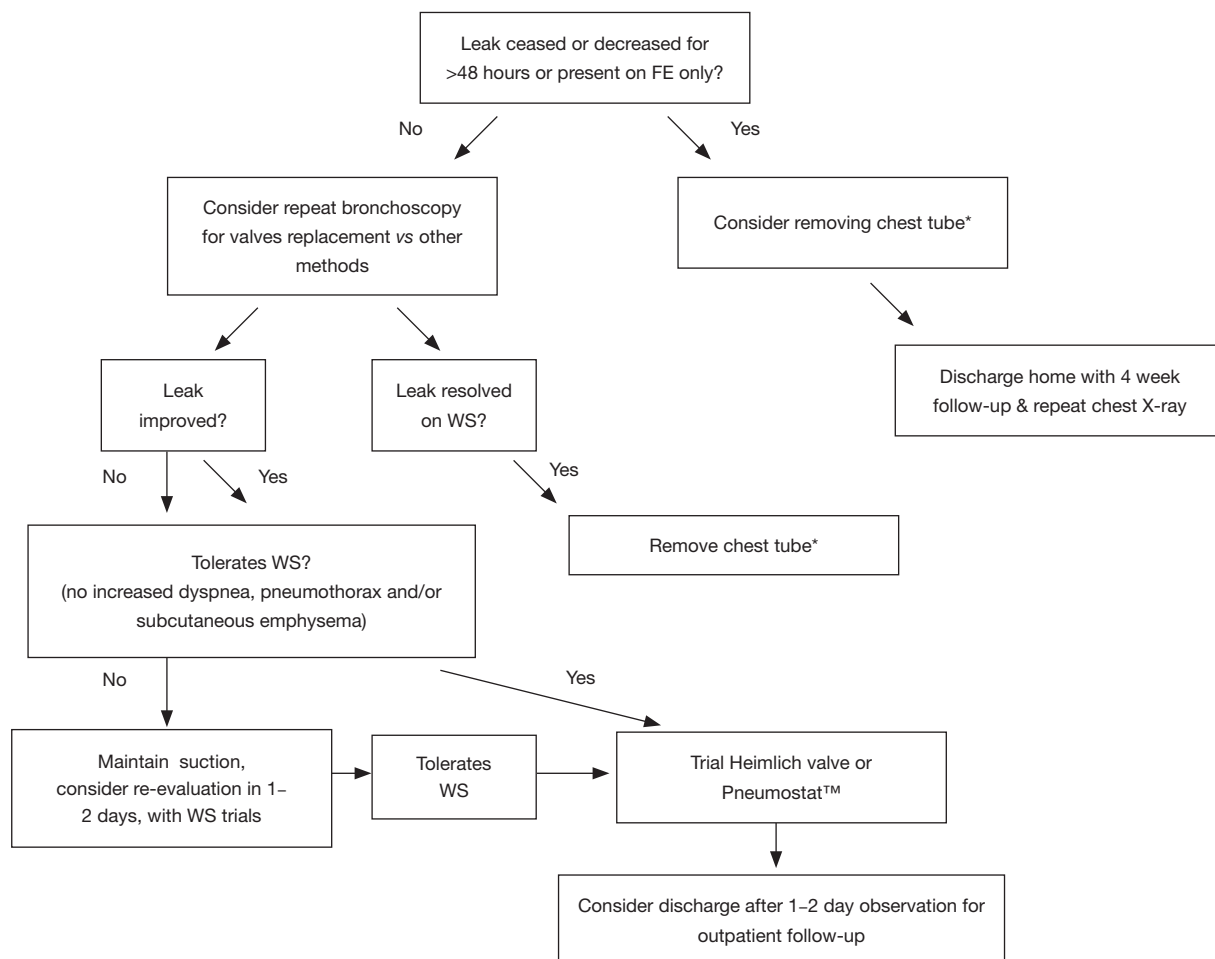 Leak ceased or decreased for
>48 hours or present on FE only?
No
Yes
Consider repeat bronchoscopy
for valves replacement vs other
methods
Consider removing chest tube*
Leak
improved?
Leak resolved
on WS?
Discharge home with 4 week
follow-up & repeat chest X-ray
No
Yes
Yes
Remove chest tube*
Tolerates WS?
(no increased dyspnea, pneumothorax and/or
subcutaneous emphysema)
No
Yes
Maintain suction,
consider re-evaluation in 1–
2 days, with WS trials
Tolerates
WS
Trial Heimlich valve or
Pneumostat™
Consider discharge after 1–2 day observation for
outpatient follow-up